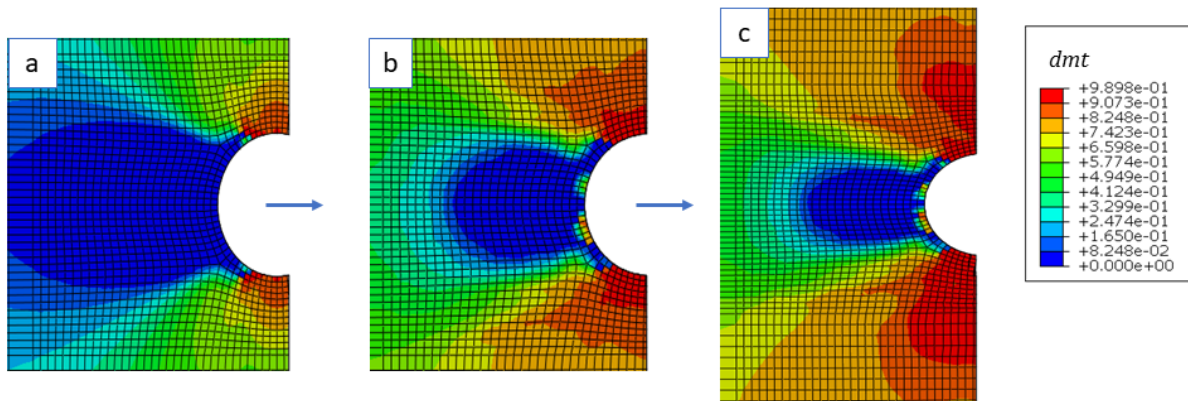 a
b
c
dmt
+9.898e-01
+9.073e-01
+8.248e-01
+7.423e-01
+6.598e-01
+5.774e-01
+4.949e-01
+4.124e-01
+3.299e-01
+2.474e-01
+1.650e-01
+8.248e-02
+0.000e+00